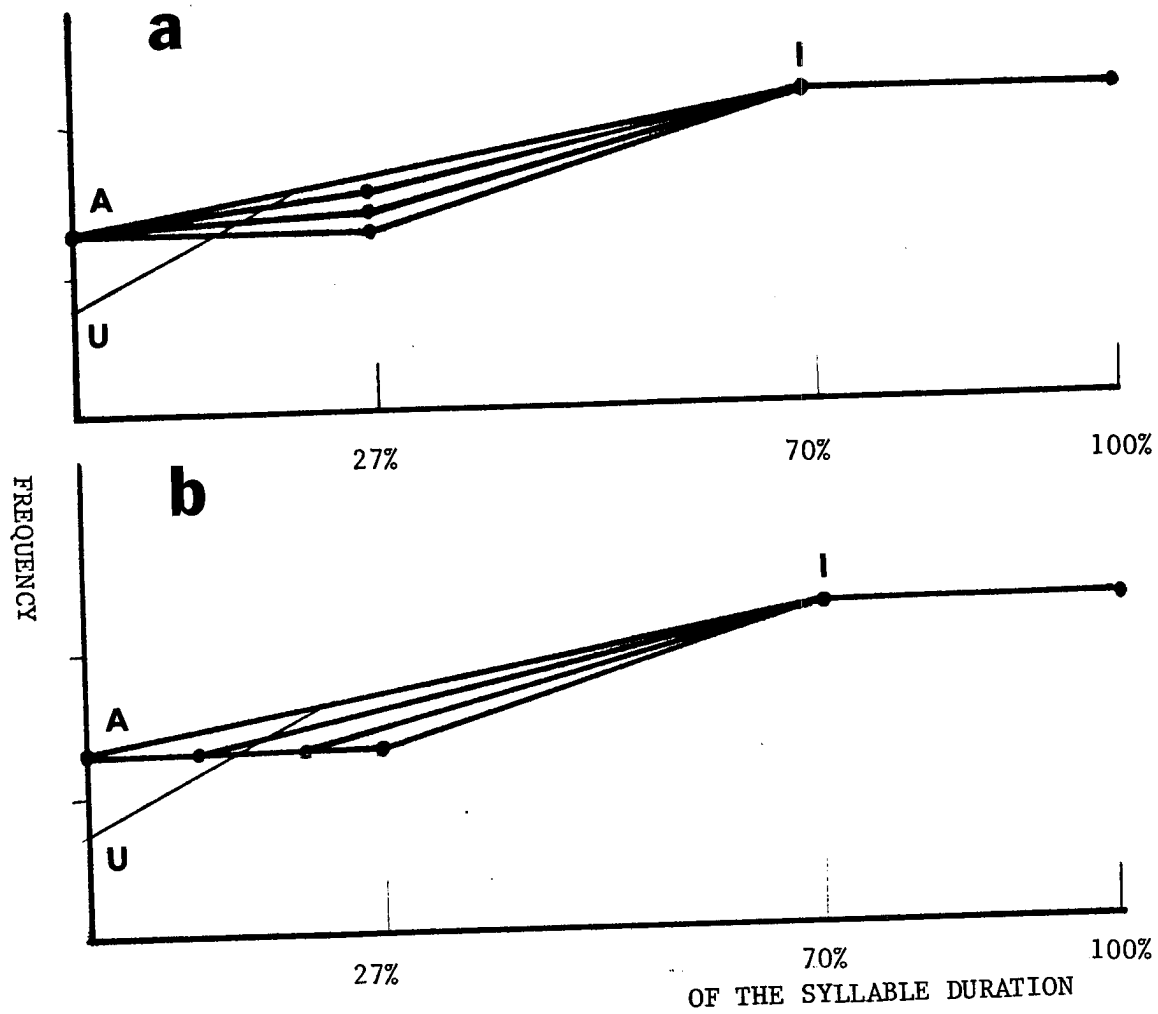 a
I
A
U
27% 70% 100%
FREQUENCY
b
I
A
U
27% 70% 100%
OF THE SYLLABLE DURATION